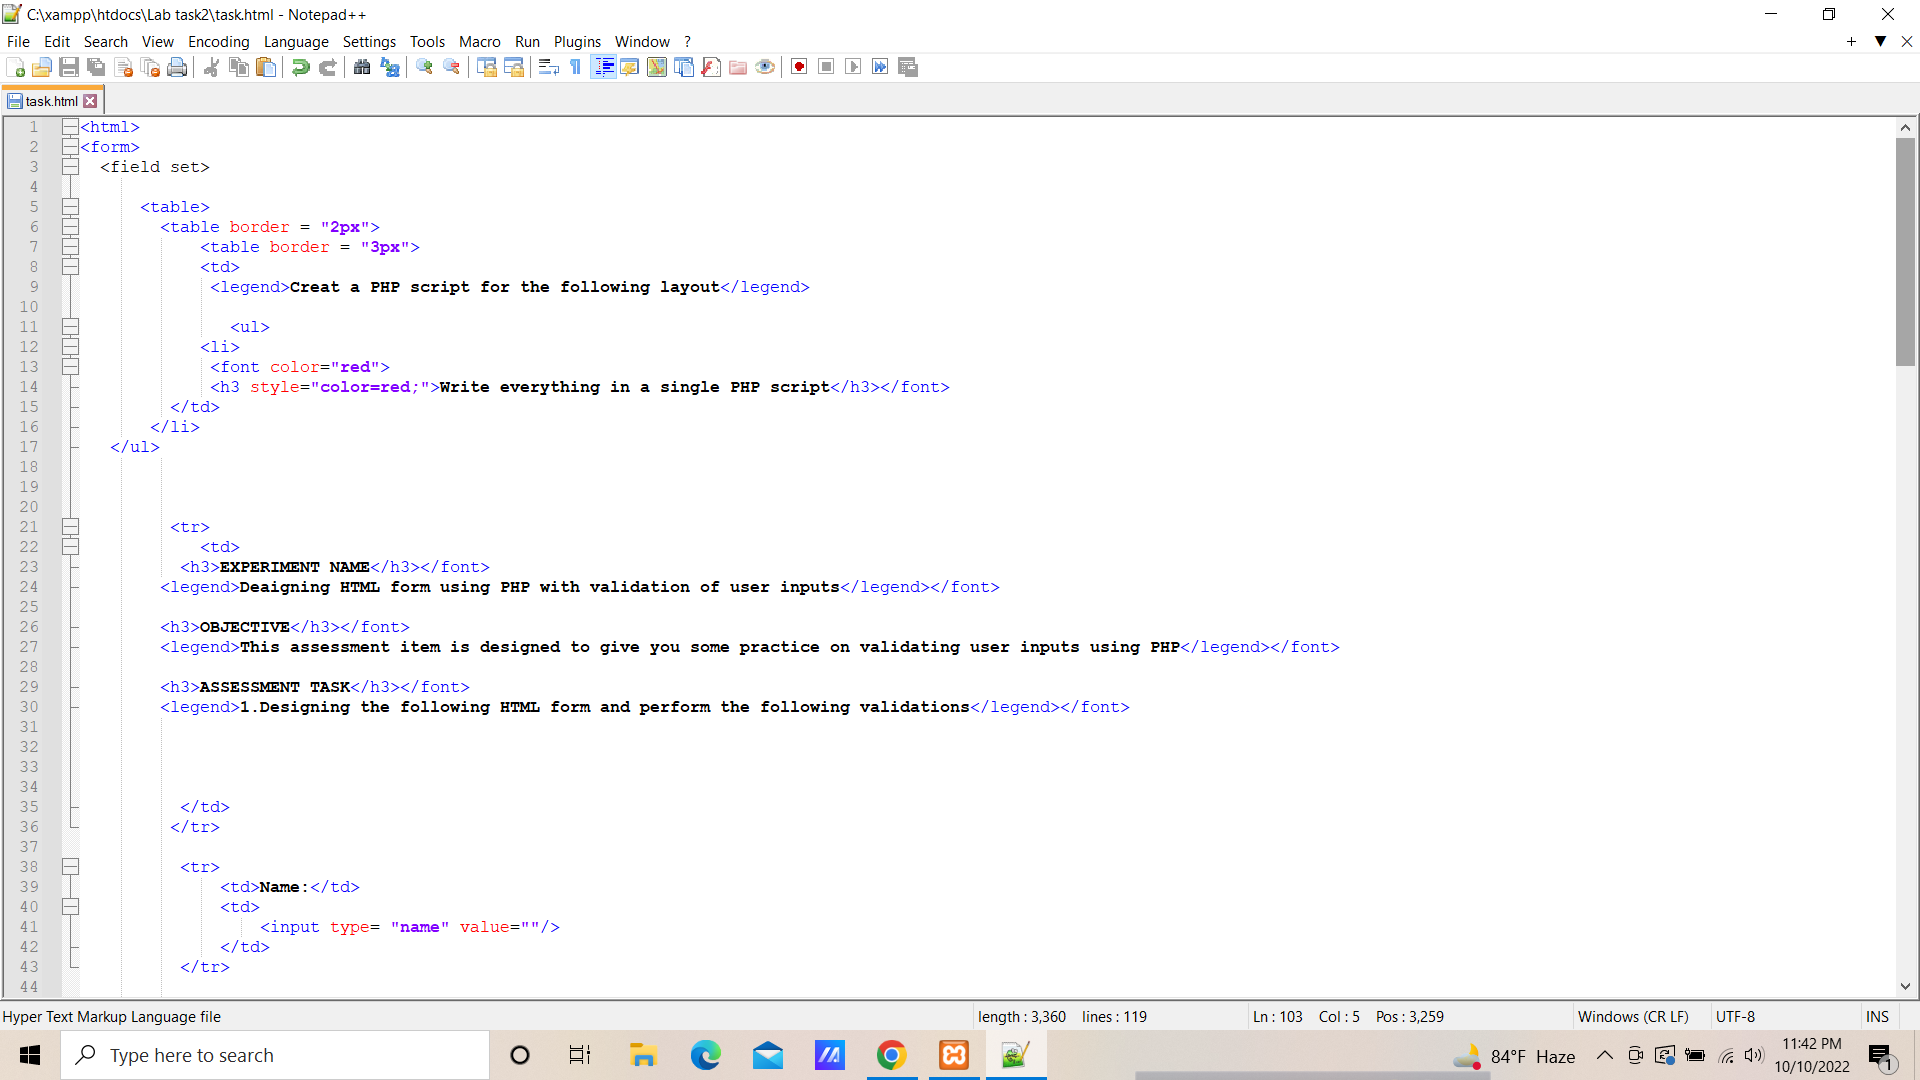 C:\xampp\htdocs\Lab task2\task.html - Notepad++
File Edit Search View Encoding Language Settings Tools Macro Run Plugins Window ?
task.html
1 <html>
2 <form>
3 <field set>
4
5 <table>
6 <table border = "2px">
7 <table border = "3px">
8 <td>
9 <legend>Creat a PHP script for the following layout</legend>
10
11 <ul>
12 <li>
13 <font color="red">
14 <h3 style="color=red;">Write everything in a single PHP script</h3></font>
15 </td>
16 </li>
17 </ul>
18
19
20
21 <tr>
22 <td>
23 <h3>EXPERIMENT NAME</h3></font>
24 <legend>Deaigning HTML form using PHP with validation of user inputs</legend></font>
25
26 <h3>OBJECTIVE</h3></font>
27 <legend>This assessment item is designed to give you some practice on validating user inputs using PHP</legend></font>
28
29 <h3>ASSESSMENT TASK</h3></font>
30 <legend>1.Designing the following HTML form and perform the following validations</legend></font>
31
32
33
34
35 </td>
36 </tr>
37
38 <tr>
39 <td>Name:</td>
40 <td>
41 <input type= "name" value=""/>
42 </td>
43 </tr>
44
Hyper Text Markup Language file length : 3,360 lines : 119 Ln : 103 Col : 5 Pos : 3,259 Windows (CR LF) UTF-8 INS
Type here to search 84°F Haze 11:42 PM
10/10/2022 1